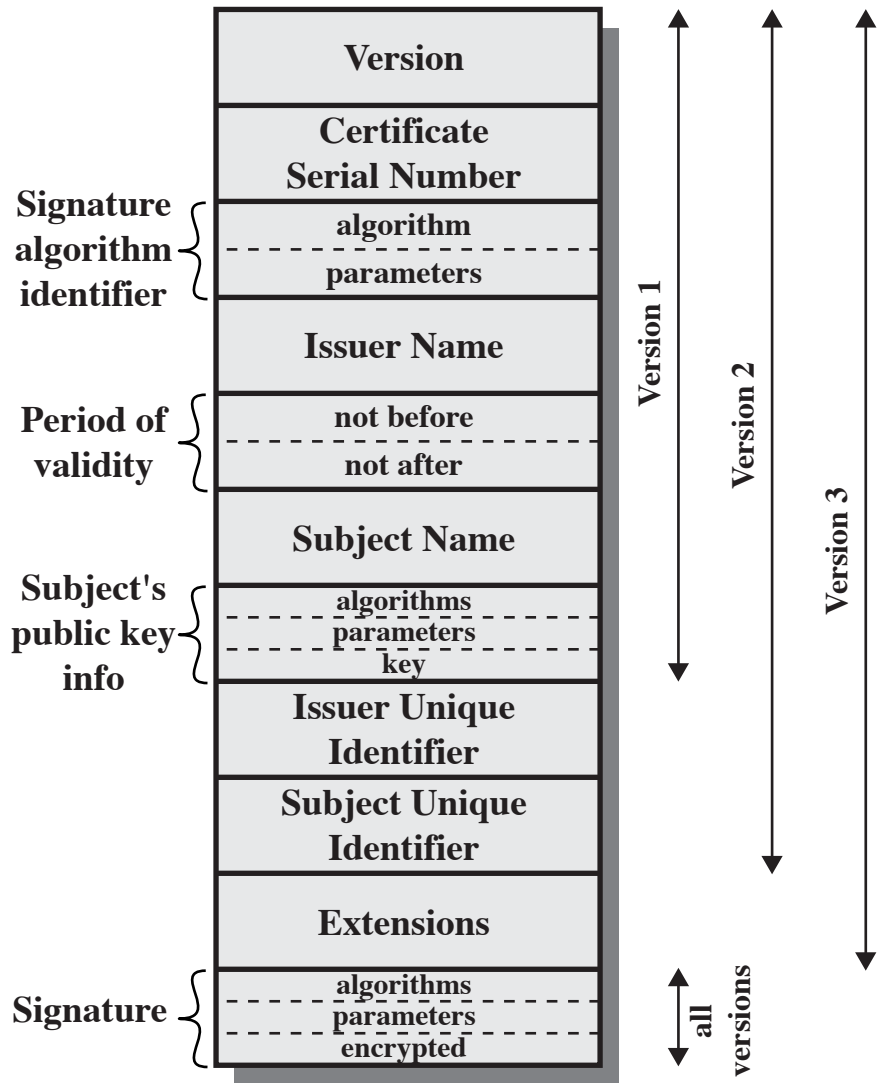 Version
Certificate
Serial Number
Signature
algorithm
identifier
algorithm
parameters
Issuer Name
Period of
validity
not before
not after
Subject Name
Subject's
public key
info
algorithms
parameters
key
Issuer Unique
Identifier
Subject Unique
Identifier
Extensions
Signature
algorithms
parameters
encrypted
Version 1
Version 2
Version 3
all
versions